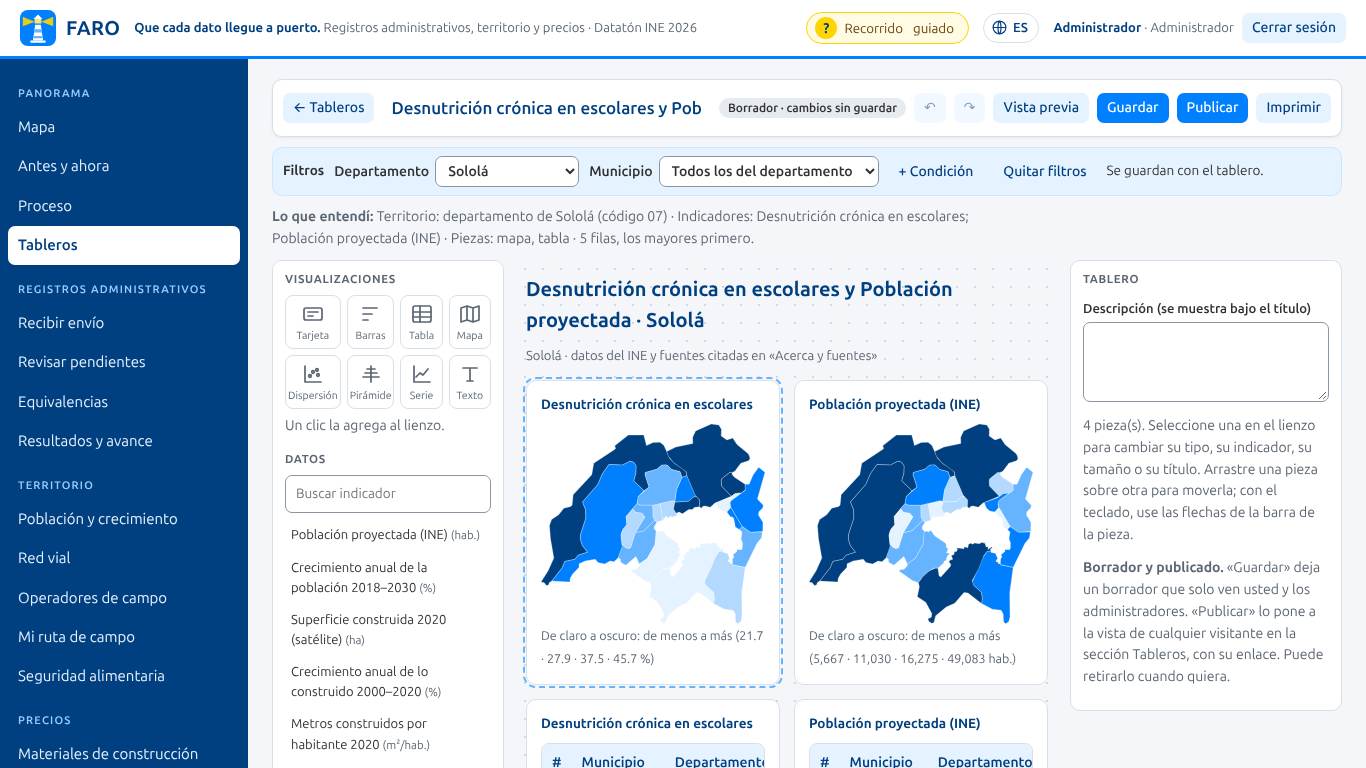 FARO
Que cada dato llegue a puerto. Registros administrativos, territorio y precios · Datatón INE 2026
? Recorrido guiado
ES
Administrador · Administrador
Cerrar sesión
PANORAMA
Mapa
Antes y ahora
Proceso
Tableros
REGISTROS ADMINISTRATIVOS
Recibir envío
Revisar pendientes
Equivalencias
Resultados y avance
TERRITORIO
Población y crecimiento
Red vial
Operadores de campo
Mi ruta de campo
Seguridad alimentaria
PRECIOS
Materiales de construcción
← Tableros
Desnutrición crónica en escolares y Pob
Borrador · cambios sin guardar
↶
↷
Vista previa
Guardar
Publicar
Imprimir
Filtros Departamento Sololá Municipio Todos los del departamento + Condición Quitar filtros Se guardan con el tablero.
Lo que entendí: Territorio: departamento de Sololá (código 07) · Indicadores: Desnutrición crónica en escolares;
Población proyectada (INE) · Piezas: mapa, tabla · 5 filas, los mayores primero.
VISUALIZACIONES
Tarjeta Barras Tabla Mapa
Dispersión Pirámide Serie Texto
Un clic la agrega al lienzo.
DATOS
Buscar indicador
Población proyectada (INE) (hab.)
Crecimiento anual de la
población 2018–2030 (%)
Superficie construida 2020
(satélite) (ha)
Crecimiento anual de lo
construido 2000–2020 (%)
Metros construidos por
habitante 2020 (m²/hab.)
Desnutrición crónica en escolares y Población
proyectada · Sololá
Sololá · datos del INE y fuentes citadas en «Acerca y fuentes»
Desnutrición crónica en escolares
De claro a oscuro: de menos a más (21.7
· 27.9 · 37.5 · 45.7 %)
Población proyectada (INE)
De claro a oscuro: de menos a más
(5,667 · 11,030 · 16,275 · 49,083 hab.)
Desnutrición crónica en escolares
# Municipio Departamento
Población proyectada (INE)
# Municipio Departamento
TABLERO
Descripción (se muestra bajo el título)
4 pieza(s). Seleccione una en el lienzo
para cambiar su tipo, su indicador, su
tamaño o su título. Arrastre una pieza
sobre otra para moverla; con el
teclado, use las flechas de la barra de
la pieza.
Borrador y publicado. «Guardar» deja
un borrador que solo ven usted y los
administradores. «Publicar» lo pone a
la vista de cualquier visitante en la
sección Tableros, con su enlace. Puede
retirarlo cuando quiera.